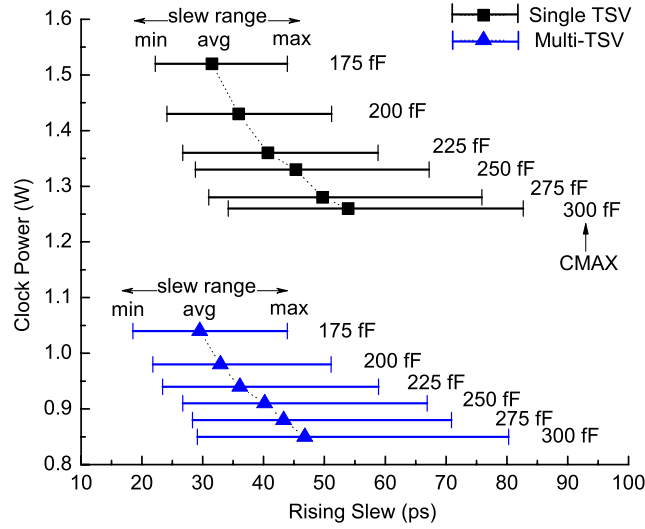 slew range
min avg max
Single TSV
Multi-TSV
175 fF
200 fF
225 fF
250 fF
275 fF
300 fF
CMAX
slew range
min avg max
175 fF
200 fF
225 fF
250 fF
275 fF
300 fF
Clock Power (W)
1.6
1.5
1.4
1.3
1.2
1.1
1.0
0.9
0.8
10 20 30 40 50 60 70 80 90 100
Rising Slew (ps)